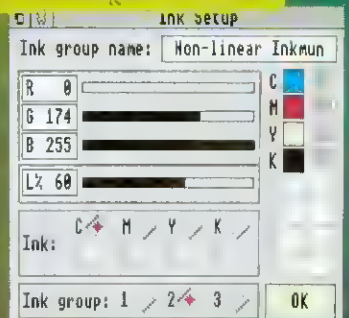 Ink Setup
Ink group name: Non-linear Inkmun
R 0
G 174
B 255
L% 60
C
M
Y
K
Ink: C M Y K
Ink group: 1 2 3
OK